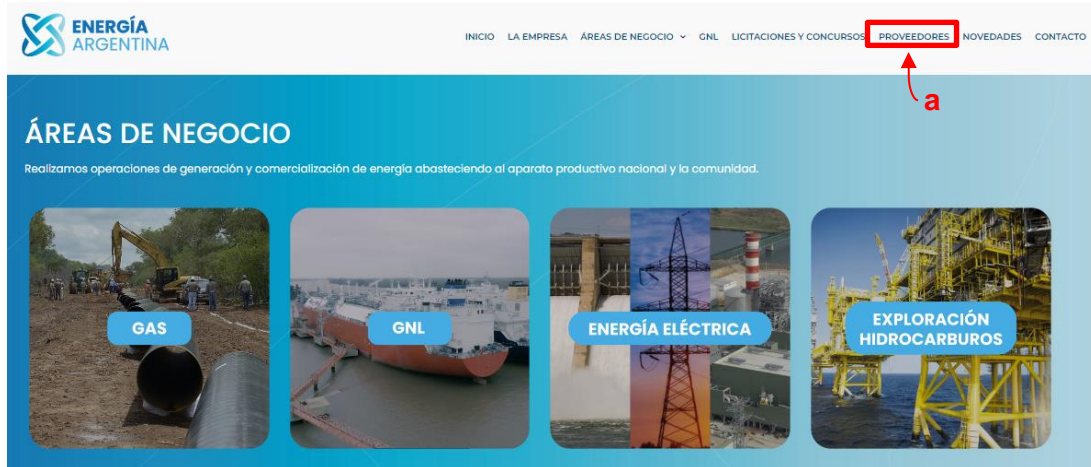 ENERGÍA
ARGENTINA
INICIO LA EMPRESA ÁREAS DE NEGOCIO GNL LICITACIONES Y CONCURSOS PROVEEDORES NOVEDADES CONTACTO
a
ÁREAS DE NEGOCIO
Realizamos operaciones de generación y comercialización de energía abasteciendo al aparato productivo nacional y la comunidad.
GAS
GNL
ENERGÍA ELÉCTRICA
EXPLORACIÓN
HIDROCARBUROS